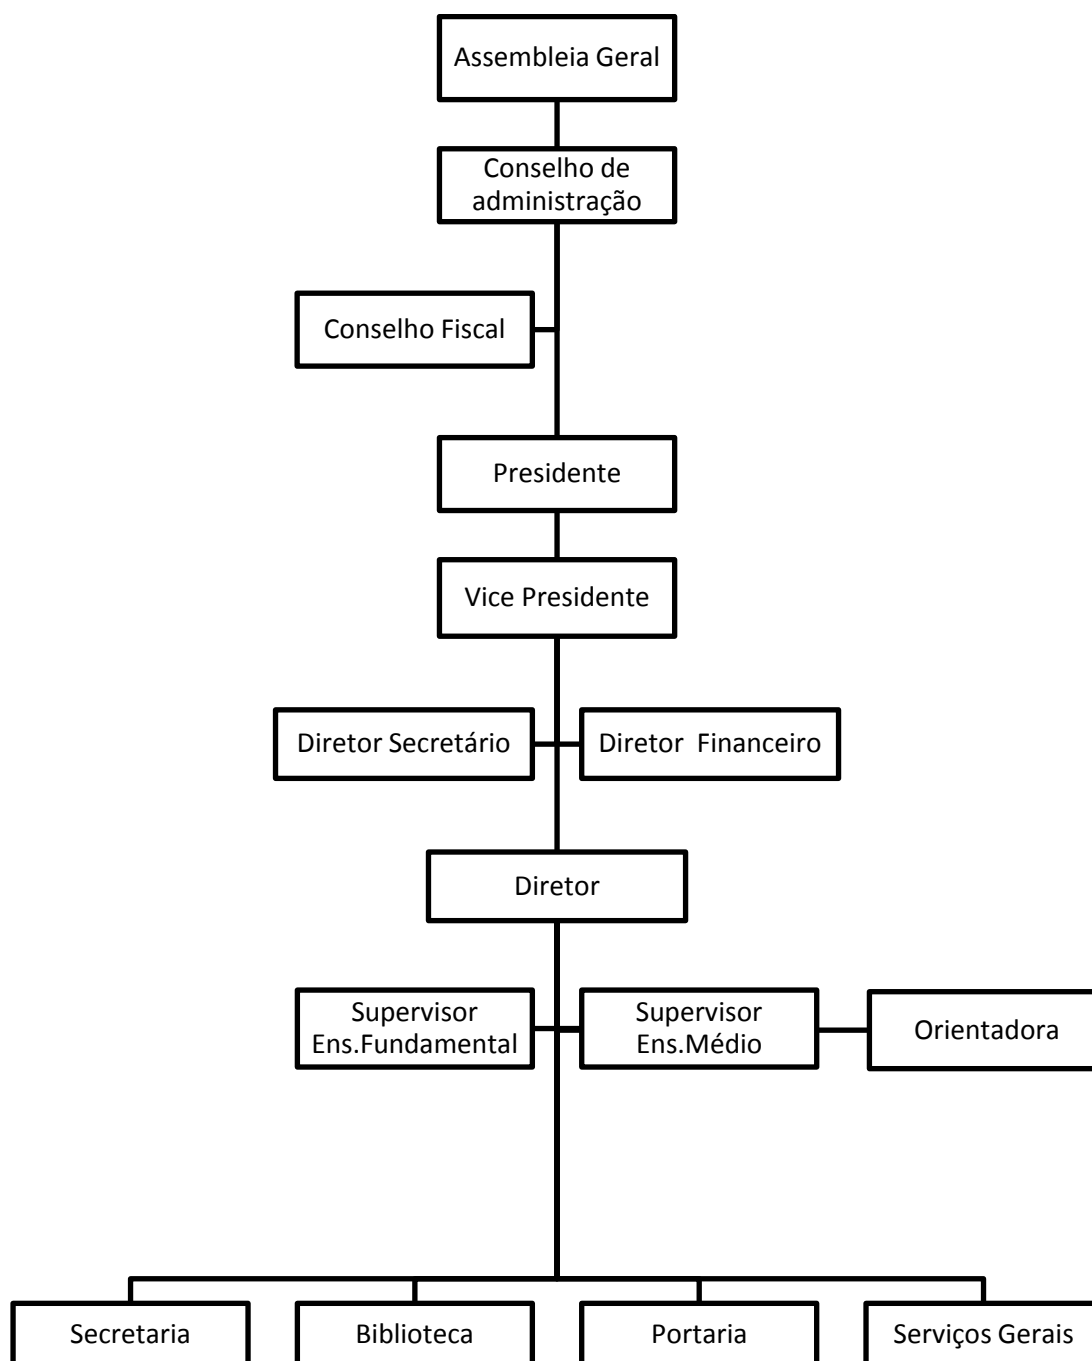 Assembleia Geral
Conselho de
administração
Conselho Fiscal
Presidente
Vice Presidente
Diretor Secretário
Diretor  Financeiro
Diretor
Supervisor
Ens.Fundamental
Supervisor
Ens.Médio
Orientadora
Secretaria
Biblioteca
Portaria
Serviços Gerais